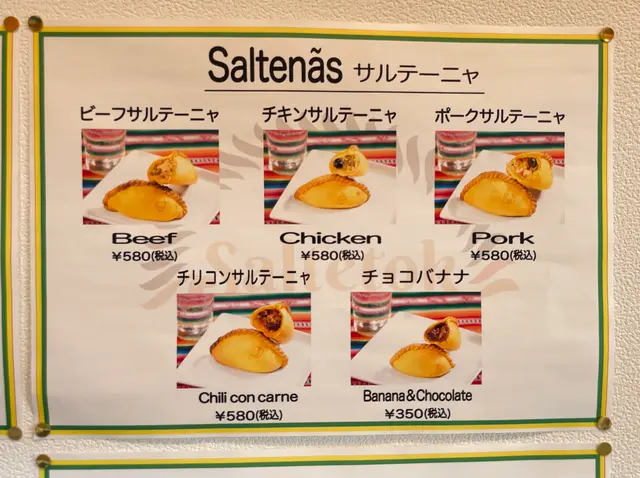 Saltenãs サルテーニャ
ビーフサルテーニャ
チキンサルテーニャ
ポークサルテーニャ
Beef
¥580(税込)
Chicken
¥580(税込)
Pork
¥580(税込)
チリコンサルテーニャ
チョコバナナ
Chili con carne
¥580(税込)
Banana&Chocolate
¥350(税込)